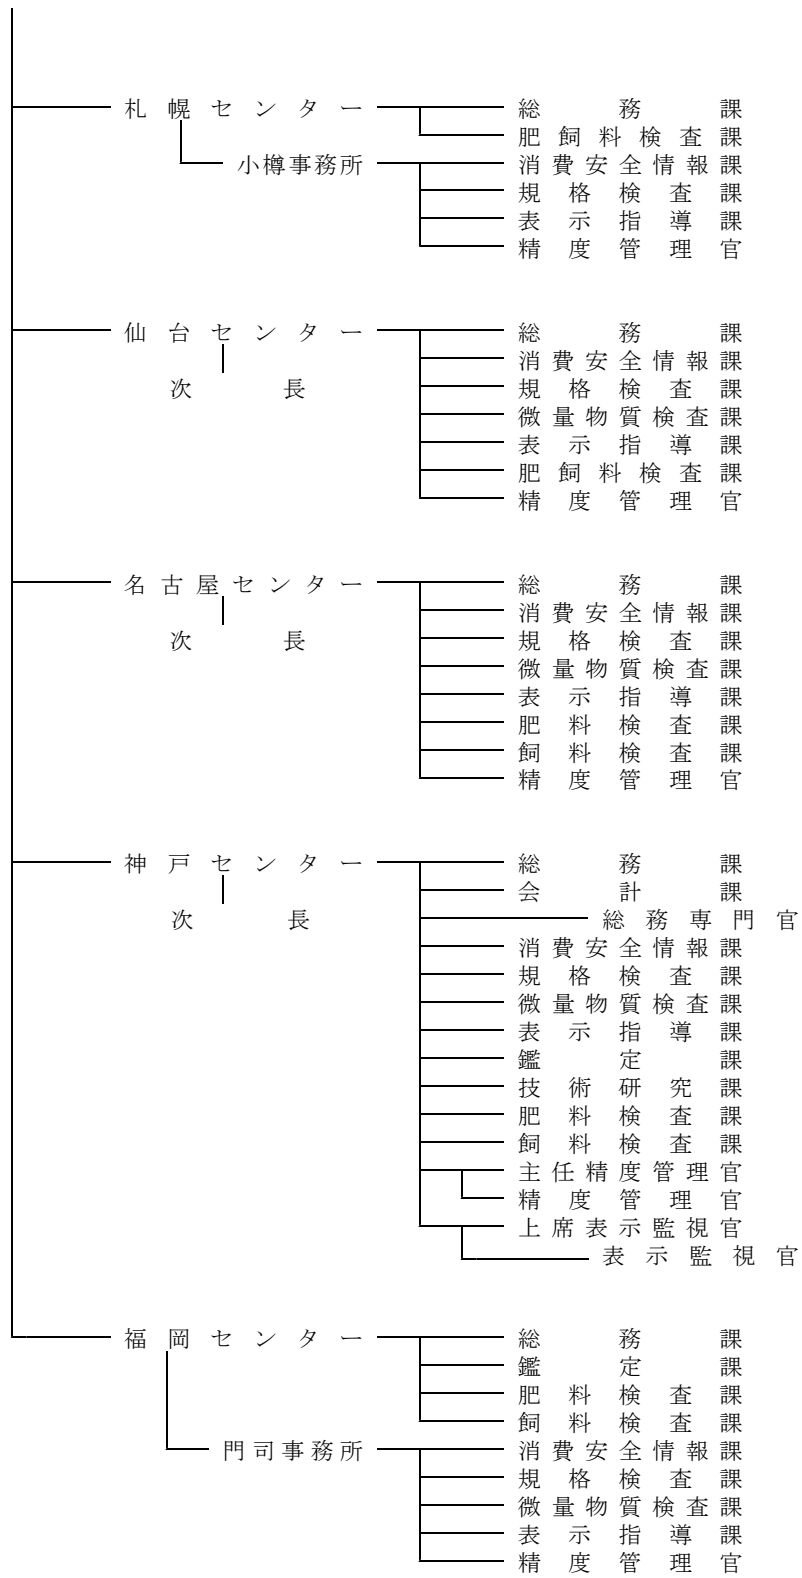 札幌センター 総務課
肥飼料検査課
小樽事務所 消費安全情報課
規格検査課
表示指導課
精度管理官
仙台センター 総務課
消費安全情報課
次長 規格検査課
微量物質検査課
表示指導課
肥飼料検査課
精度管理官
名古屋センター 総務課
消費安全情報課
次長 規格検査課
微量物質検査課
表示指導課
肥料検査課
飼料検査課
精度管理官
神戸センター 総務課
会計課
次長 総務専門官
消費安全情報課
規格検査課
微量物質検査課
表示指導課
鑑定課
技術研究課
肥料検査課
飼料検査課
主任精度管理官
精度管理官
上席表示監視官
表示監視官
福岡センター 総務課
鑑定課
肥料検査課
飼料検査課
門司事務所 消費安全情報課
規格検査課
微量物質検査課
表示指導課
精度管理官